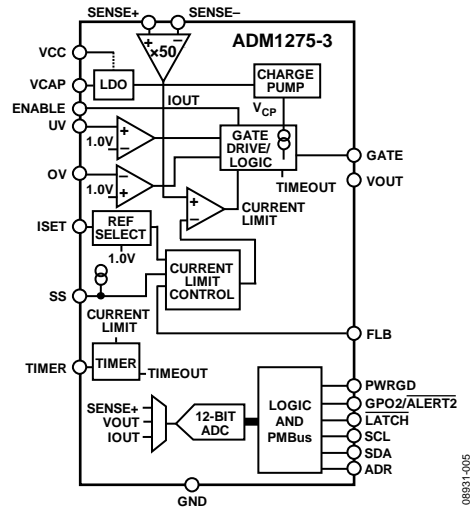 SENSE+ SENSE–
+ – ×50
ADM1275-3
VCC
VCAP
LDO
CHARGE
PUMP
ENABLE
IOUT
VCP
UV
+
1.0V
–
GATE
DRIVE/
LOGIC
GATE
TIMEOUT
VOUT
OV
–
1.0V
+
+
–
CURRENT
LIMIT
ISET
REF
SELECT
1.0V
CURRENT
LIMIT
CONTROL
SS
CURRENT
LIMIT
FLB
TIMER
TIMER
TIMEOUT
PWRGD
SENSE+
VOUT
IOUT
12-BIT
ADC
LOGIC
AND
PMBus
GPO2/ALERT2
LATCH
SCL
SDA
ADR
GND
08931-005